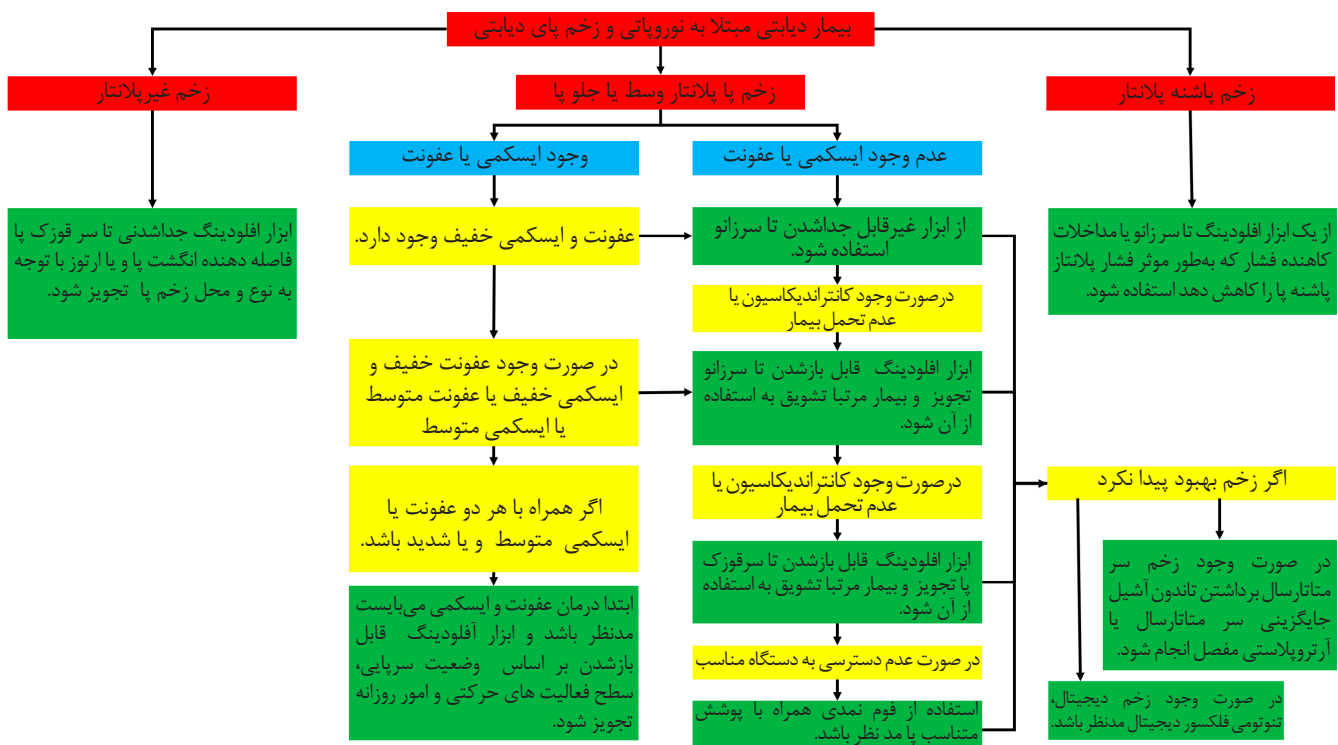 بیمار دیابتی مبتلا به نوروپاتی و زخم پای دیابتی
زخم پاشنه پلانتار
زخم پا پلانتار وسط یا جلو پا
زخم غیرپلانتار
عدم وجود ایسکمی یا عفونت
وجود ایسکمی یا عفونت
از یک ابزار افلودینگ تا سر زانو یا مداخلات
کاهنده فشار که به‌طور موثر فشار پلانتاژ
پاشنه پا را کاهش دهد استفاده شود.
از ابزار غیرقابل جداشدن تا سرزانو
استفاده شود.
عفونت و ایسکمی خفیف وجود دارد.
ابزار افلودینگ جداشدنی تا سر قوزک پا
فاصله دهنده انگشت پا و یا ارتوز با توجه
به نوع و محل زخم پا تجویز شود.
درصورت وجود کانتراندیکاسیون یا
عدم تحمل بیمار
ابزار افلودینگ قابل بازشدن تا سرزانو
تجویز و بیمار مرتبا تشویق به استفاده
از آن شود.
در صورت وجود عفونت خفیف و
ایسکمی خفیف یا عفونت متوسط
یا ایسکمی متوسط
درصورت وجود کانتراندیکاسیون یا
عدم تحمل بیمار
اگر همراه با هر دو عفونت یا
ایسکمی متوسط و یا شدید باشد.
اگر زخم بهبود پیدا نکرد
ابزار افلودینگ قابل بازشدن تا سرقوزک
پا تجویز و بیمار مرتبا تشویق به استفاده
از آن شود.
در صورت وجود زخم سر
متاتارسال برداشتن تاندون آشیل
جایگزینی سر متاتارسال یا
آرتروپلاستی مفصل انجام شود.
ابتدا درمان عفونت و ایسکمی می‌بایست
مدنظر باشد و ابزار آفلودینگ قابل
بازشدن بر اساس وضعیت سرپایی،
سطح فعالیت های حرکتی و امور روزانه
تجویز شود.
در صورت عدم دسترسی به دستگاه مناسب
استفاده از فوم نمدی همراه با پوشش
متناسب پا مد نظر باشد.
در صورت وجود زخم دیجیتال،
تنوتومی فلکسور دیجیتال مدنظر باشد.